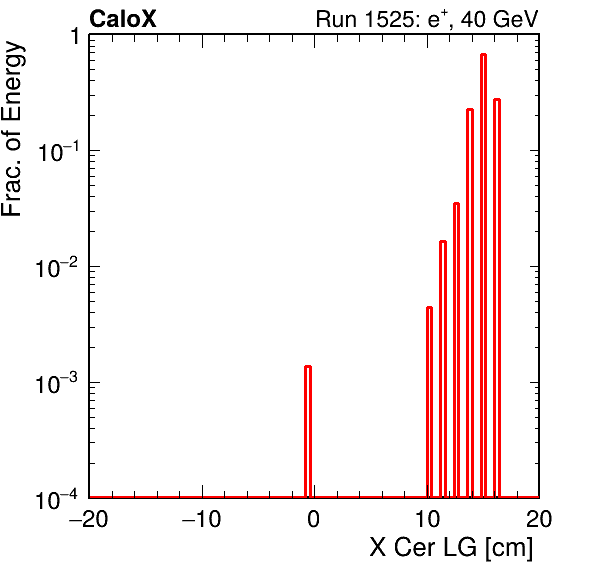 CaloX Run 1525: e⁺, 40 GeV
Frac. of Energy
1
10⁻¹
10⁻²
10⁻³
10⁻⁴
−20 −10 0 10 20
X Cer LG [cm]